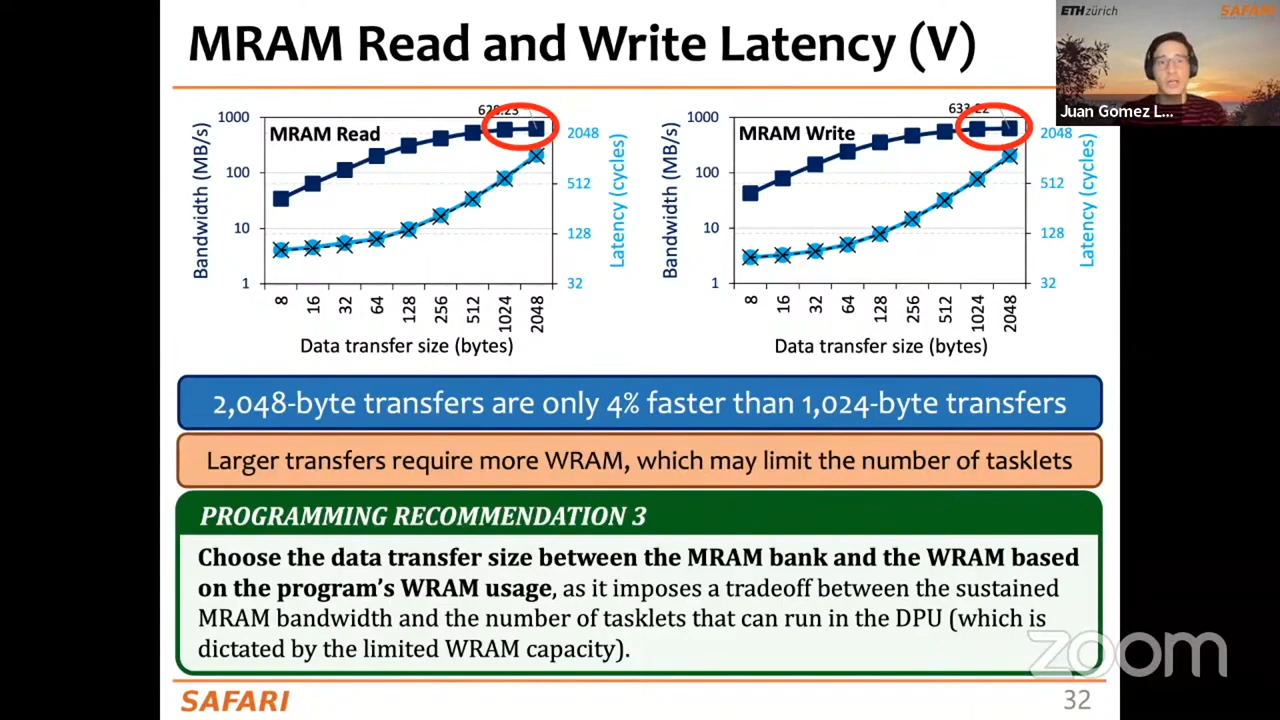 MRAM Read and Write Latency (V)
ETH zürich
SAFARI
Juan Gomez L...
MRAM Read
Bandwidth (MB/s)
1000
100
10
1
2048
512
128
32
Latency (cycles)
8 16 32 64 128 256 512 1024 2048
Data transfer size (bytes)
MRAM Write
633.22
Bandwidth (MB/s)
1000
100
10
1
2048
512
128
32
Latency (cycles)
8 16 32 64 128 256 512 1024 2048
Data transfer size (bytes)
2,048-byte transfers are only 4% faster than 1,024-byte transfers
Larger transfers require more WRAM, which may limit the number of tasklets
PROGRAMMING RECOMMENDATION 3
Choose the data transfer size between the MRAM bank and the WRAM based
on the program's WRAM usage, as it imposes a tradeoff between the sustained
MRAM bandwidth and the number of tasklets that can run in the DPU (which is
dictated by the limited WRAM capacity).
zoom
SAFARI
32